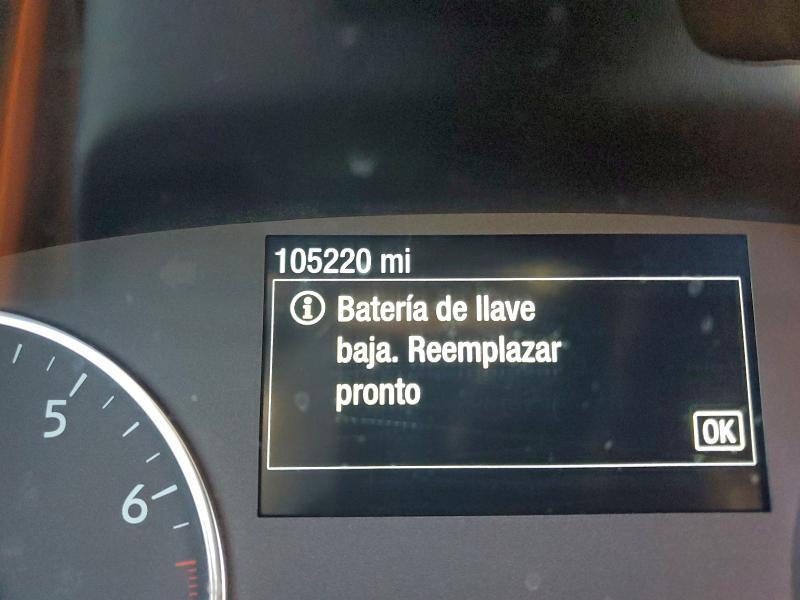 105220 mi
Batería de llave
baja. Reemplazar
pronto
OK
5
6